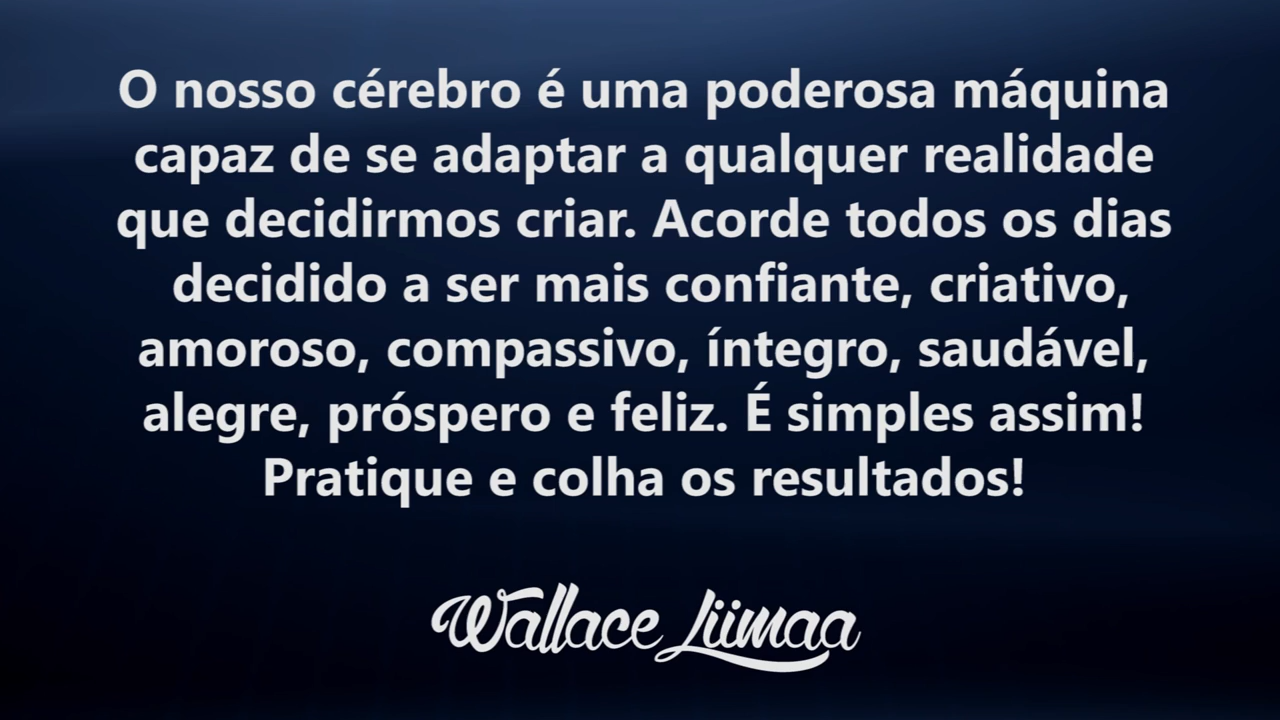 O nosso cérebro é uma poderosa máquina
capaz de se adaptar a qualquer realidade
que decidirmos criar. Acorde todos os dias
decidido a ser mais confiante, criativo,
amoroso, compassivo, íntegro, saudável,
alegre, próspero e feliz. É simples assim!
Pratique e colha os resultados!
Wallace Liimaa